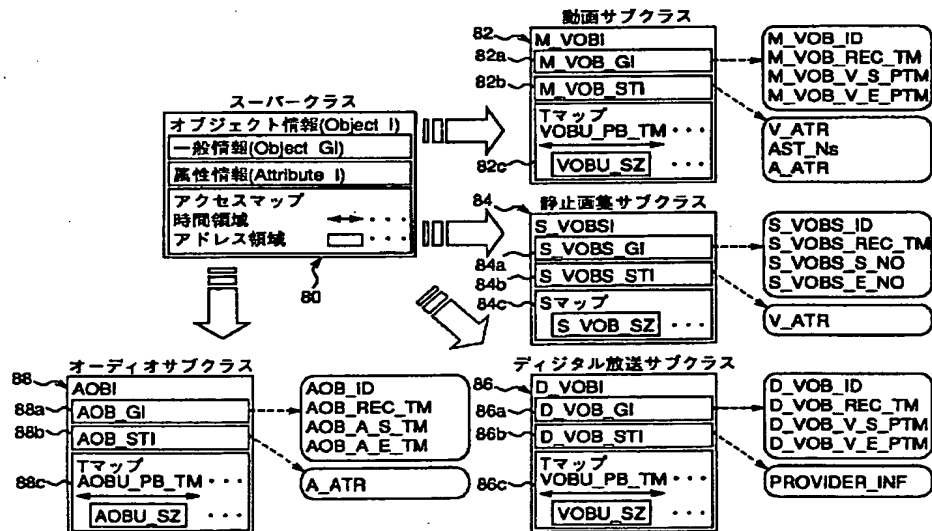 スーパークラス
オブジェクト情報(Object I)
一般情報(Object GI)
属性情報(Attribute I)
アクセスマップ
時間領域 ・・・
アドレス領域 ・・・
80
動画サブクラス
82
M_VOBI
82a
M_VOB_GI
82b
M_VOB_STI
Tマップ
VOBU_PB_TM・・・
82c
VOBU_SZ ・・・
M_VOB_ID
M_VOB_REC_TM
M_VOB_V_S_PTM
M_VOB_V_E_PTM
V_ATR
AST_Ns
A_ATR
静止画集サブクラス
84
S_VOBSI
84a
S_VOBS_GI
84b
S_VOBS_STI
84c
Sマップ
S_VOB_SZ ・・・
S_VOBS_ID
S_VOBS_REC_TM
S_VOBS_S_NO
S_VOBS_E_NO
V_ATR
オーディオサブクラス
88
AOBI
88a
AOB_GI
88b
AOB_STI
Tマップ
88c
AOBU_PB_TM・・・
AOBU_SZ ・・・
AOB_ID
AOB_REC_TM
AOB_A_S_TM
AOB_A_E_TM
A_ATR
ディジタル放送サブクラス
86
D_VOBI
86a
D_VOB_GI
86b
D_VOB_STI
Tマップ
86c
VOBU_PB_TM・・・
VOBU_SZ ・・・
D_VOB_ID
D_VOB_REC_TM
D_VOB_V_S_PTM
D_VOB_V_E_PTM
PROVIDER_INF